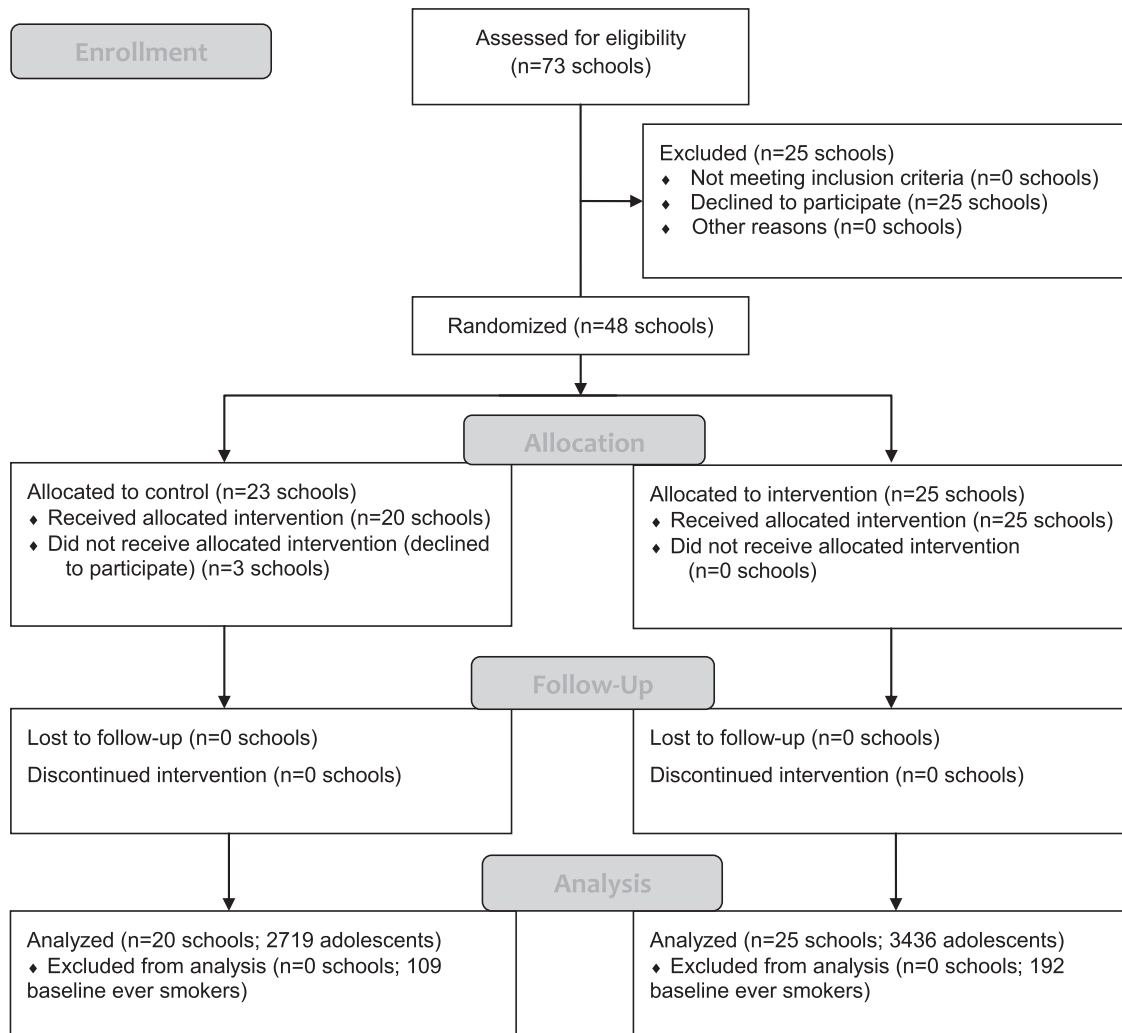 Enrollment
Assessed for eligibility
(n=73 schools)
Excluded (n=25 schools)
♦ Not meeting inclusion criteria (n=0 schools)
♦ Declined to participate (n=25 schools)
♦ Other reasons (n=0 schools)
Randomized (n=48 schools)
Allocation
Allocated to control (n=23 schools)
♦ Received allocated intervention (n=20 schools)
♦ Did not receive allocated intervention (declined
to participate) (n=3 schools)
Allocated to intervention (n=25 schools)
♦ Received allocated intervention (n=25 schools)
♦ Did not receive allocated intervention
(n=0 schools)
Follow-Up
Lost to follow-up (n=0 schools)
Discontinued intervention (n=0 schools)
Lost to follow-up (n=0 schools)
Discontinued intervention (n=0 schools)
Analysis
Analyzed (n=20 schools; 2719 adolescents)
♦ Excluded from analysis (n=0 schools; 109
baseline ever smokers)
Analyzed (n=25 schools; 3436 adolescents)
♦ Excluded from analysis (n=0 schools; 192
baseline ever smokers)